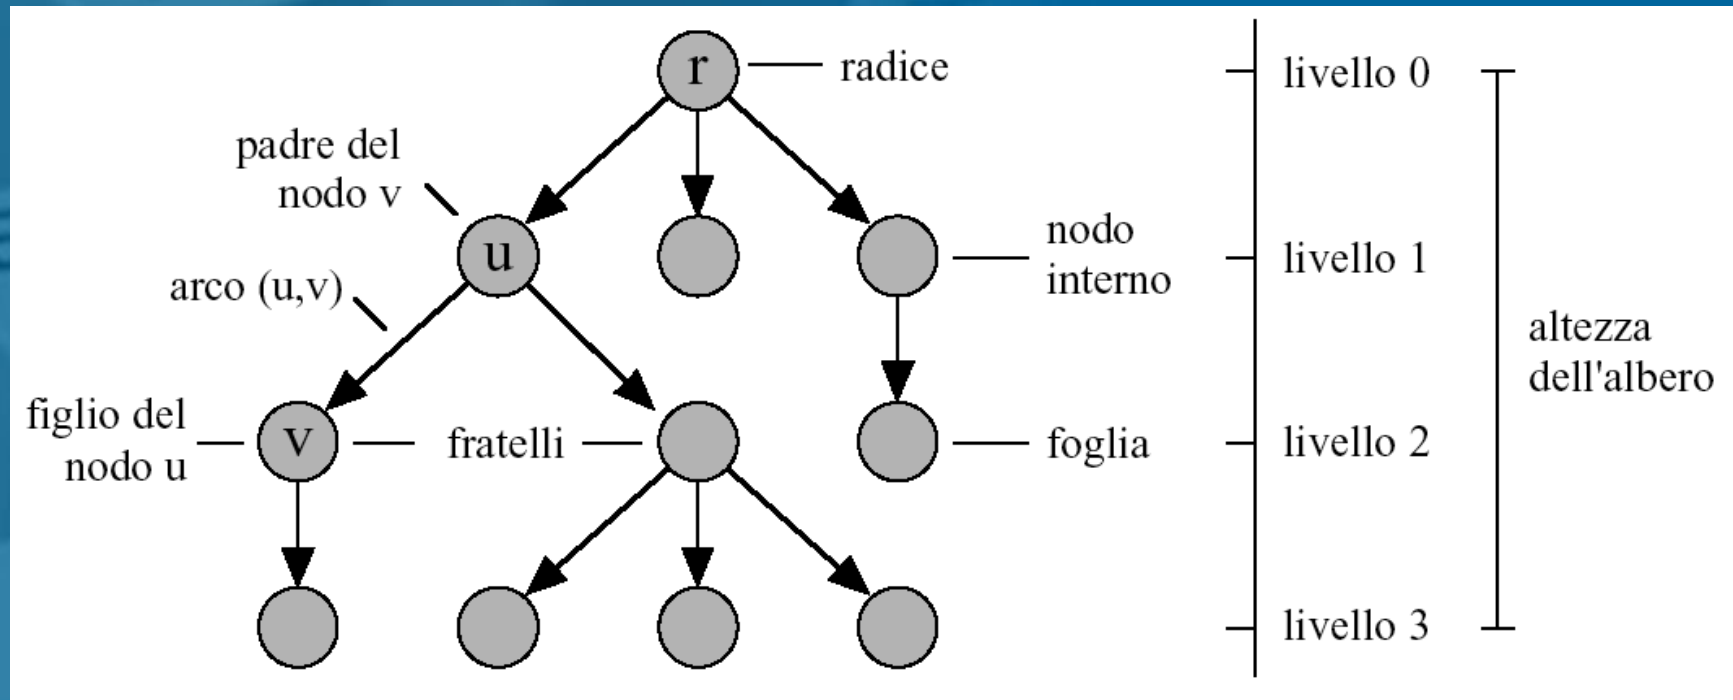 r
radice
livello 0
padre del
nodo v
u
nodo
interno
livello 1
arco (u,v)
altezza
dell'albero
figlio del
nodo u
v
fratelli
foglia
livello 2
livello 3